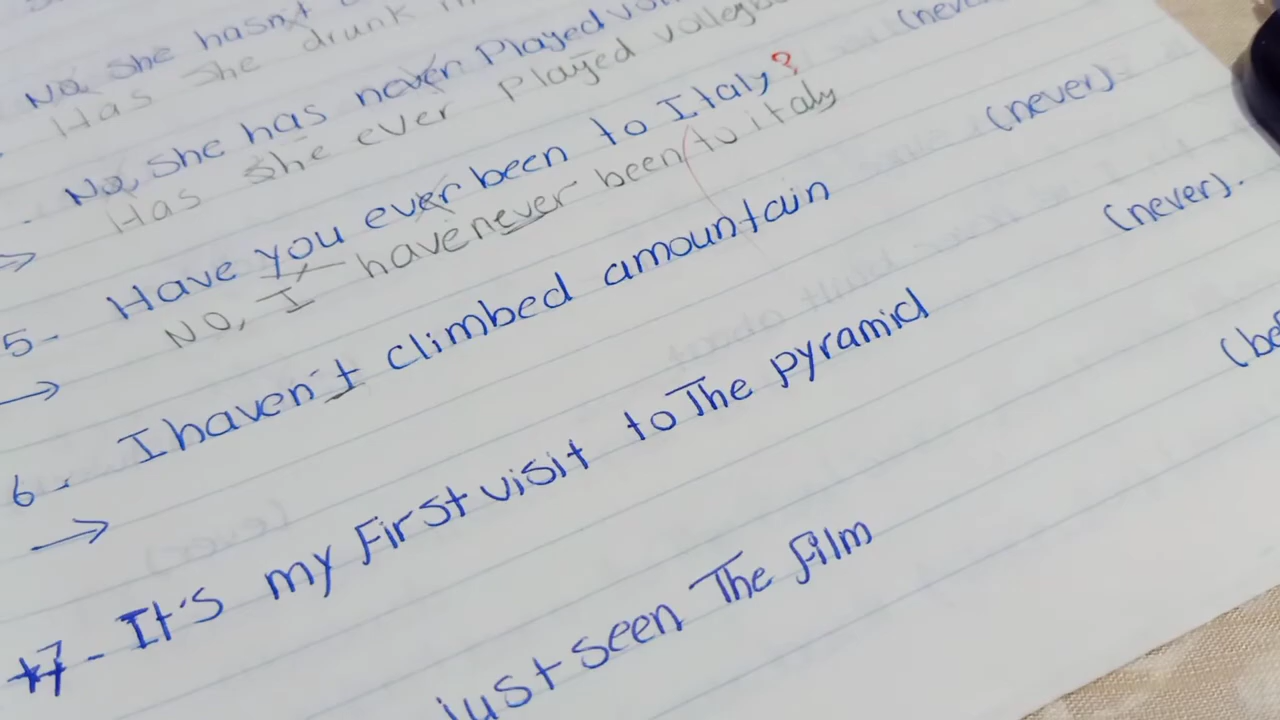 No, She hasn't
Has She drunk
No, She has never Played
Has She ever Played volleyb
(never
5- Have you ever been to Italy?
→ No, I have never been to italy
(never).
6. I haven't climbed amountain
→
(never).
7- It's my First visit to The pyramid
(be
just seen The film